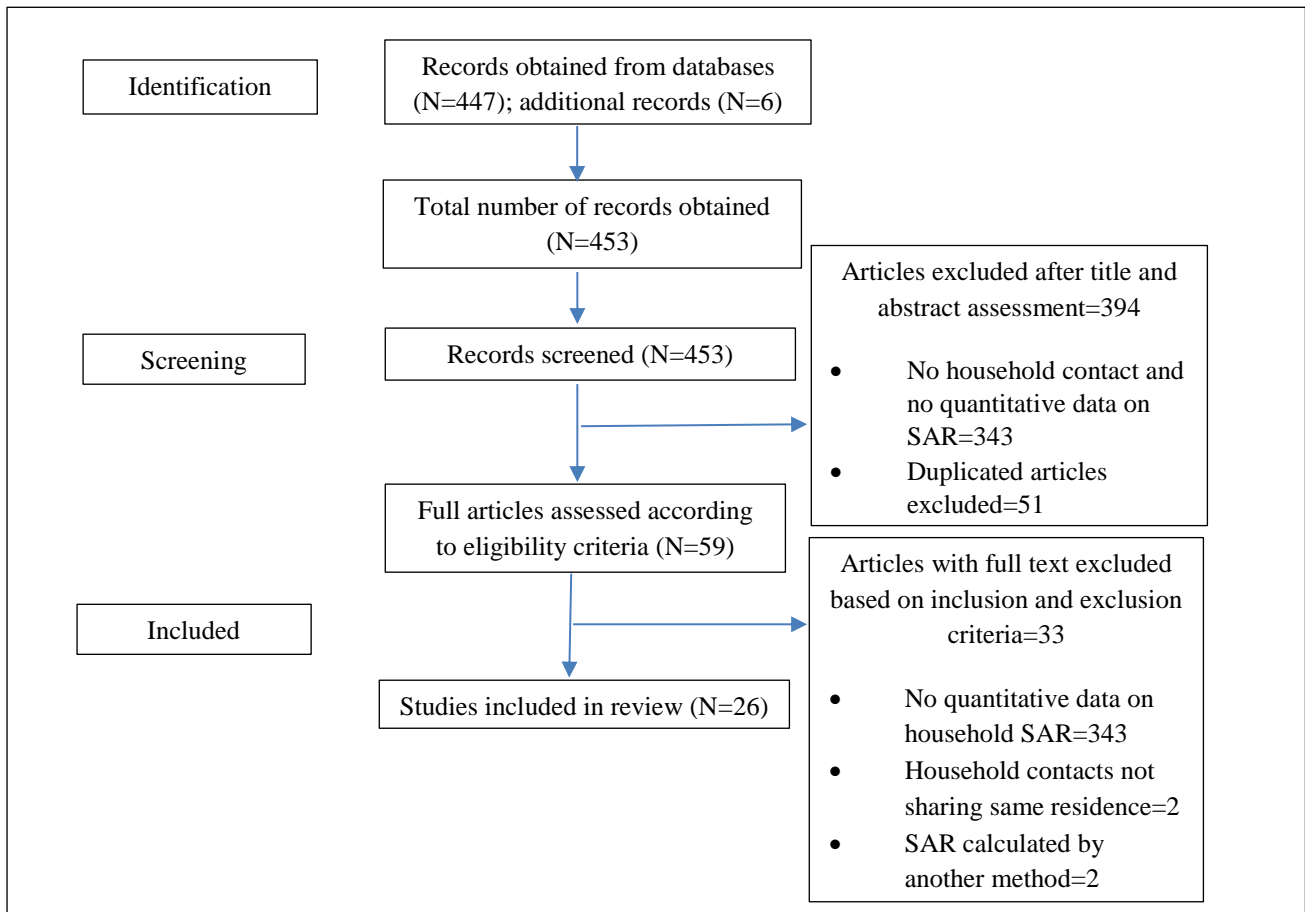 Identification
Records obtained from databases
(N=447); additional records (N=6)
Total number of records obtained
(N=453)
Screening
Records screened (N=453)
Articles excluded after title and
abstract assessment=394
• No household contact and
no quantitative data on
SAR=343
• Duplicated articles
excluded=51
Full articles assessed according
to eligibility criteria (N=59)
Included
Articles with full text excluded
based on inclusion and exclusion
criteria=33
• No quantitative data on
household SAR=343
• Household contacts not
sharing same residence=2
• SAR calculated by
another method=2
Studies included in review (N=26)